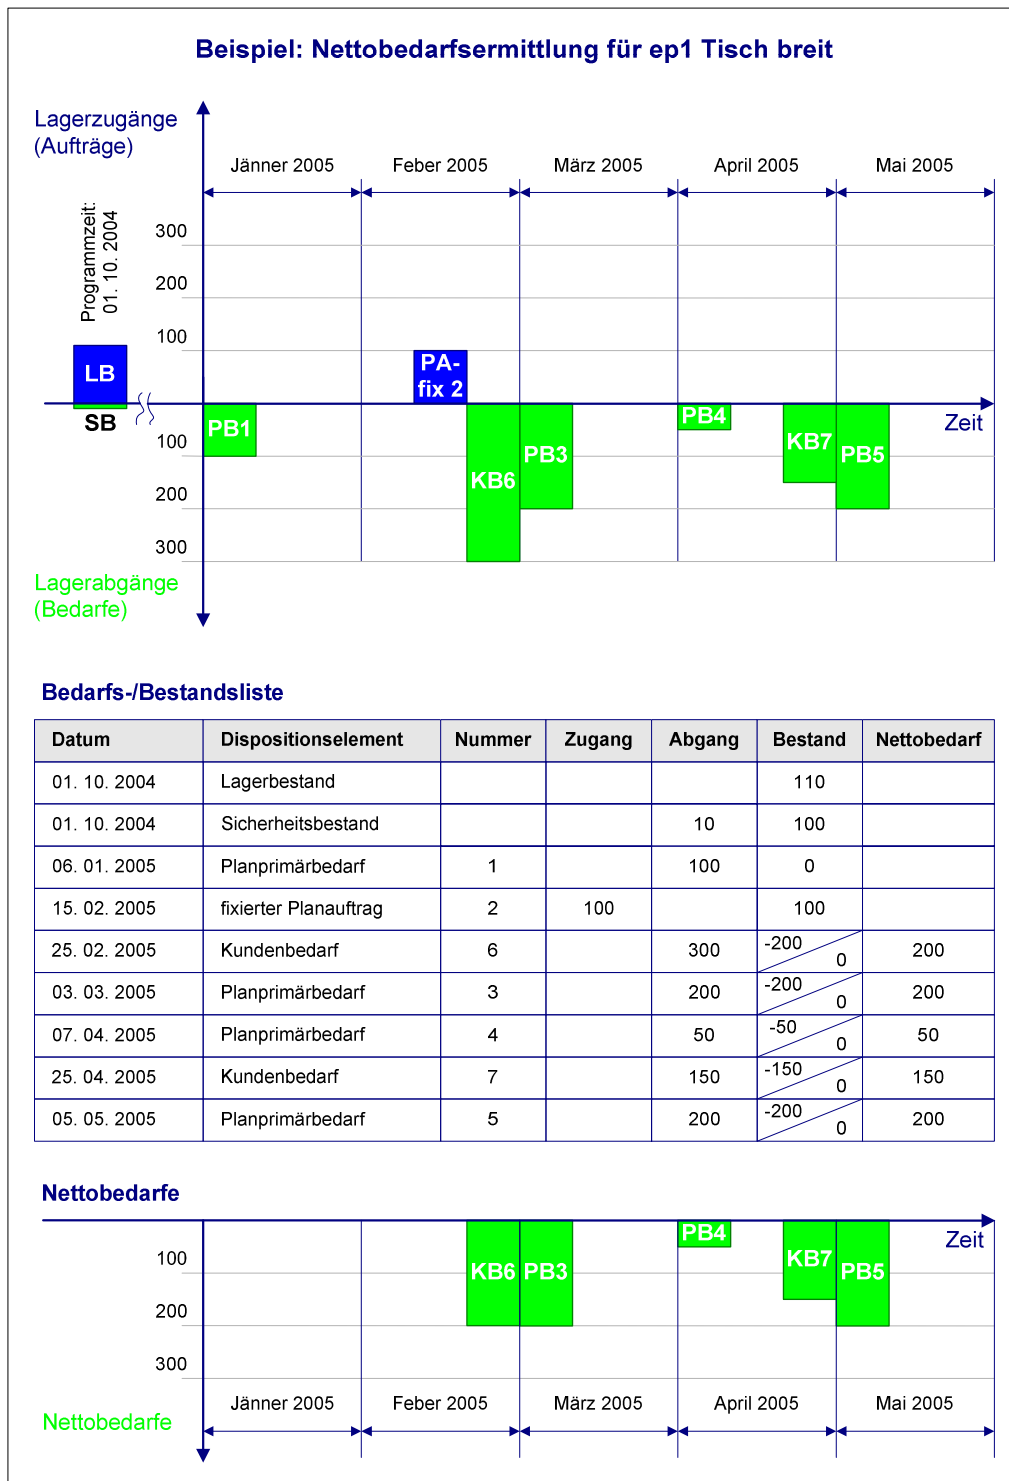 Beispiel: Nettobedarfsermittlung für ep1 Tisch breit
Lagerzugänge
(Aufträge)
Jänner 2005 Feber 2005 März 2005 April 2005 Mai 2005
Programmzeit:
01. 10. 2004
300
200
100
LB
PA-
fix 2
SB
PB1
KB6
PB3
PB4
KB7
PB5
Zeit
100
200
300
Lagerabgänge
(Bedarfe)
Bedarfs-/Bestandsliste
Datum Dispositionselement Nummer Zugang Abgang Bestand Nettobedarf
01. 10. 2004 Lagerbestand 110
01. 10. 2004 Sicherheitsbestand 10 100
06. 01. 2005 Planprimärbedarf 1 100 0
15. 02. 2005 fixierter Planauftrag 2 100 100
25. 02. 2005 Kundenbedarf 6 300 -200 0 200
03. 03. 2005 Planprimärbedarf 3 200 -200 0 200
07. 04. 2005 Planprimärbedarf 4 50 -50 0 50
25. 04. 2005 Kundenbedarf 7 150 -150 0 150
05. 05. 2005 Planprimärbedarf 5 200 -200 0 200
Nettobedarfe
Zeit
KB6
PB3
PB4
KB7
PB5
100
200
300
Jänner 2005 Feber 2005 März 2005 April 2005 Mai 2005
Nettobedarfe